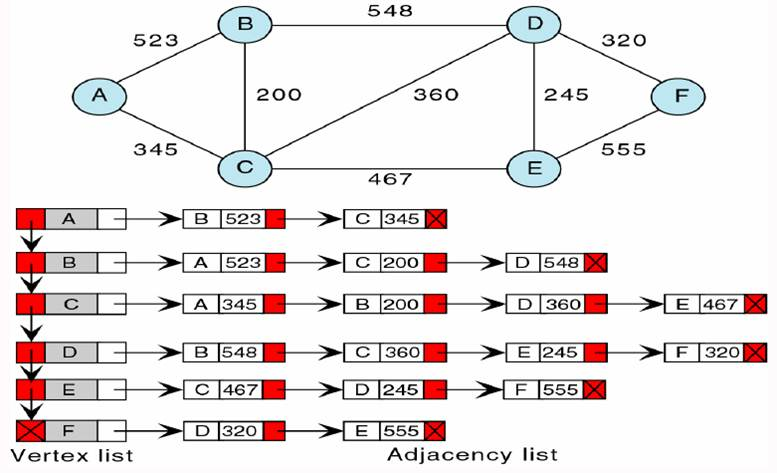 548
B
D
523
320
A
200
360
245
F
345
C
E
555
467
A B 523 C 345
B A 523 C 200 D 548
C A 345 B 200 D 360 E 467
D B 548 C 360 E 245 F 320
E C 467 D 245 F 555
F D 320 E 555
Vertex list Adjacency list